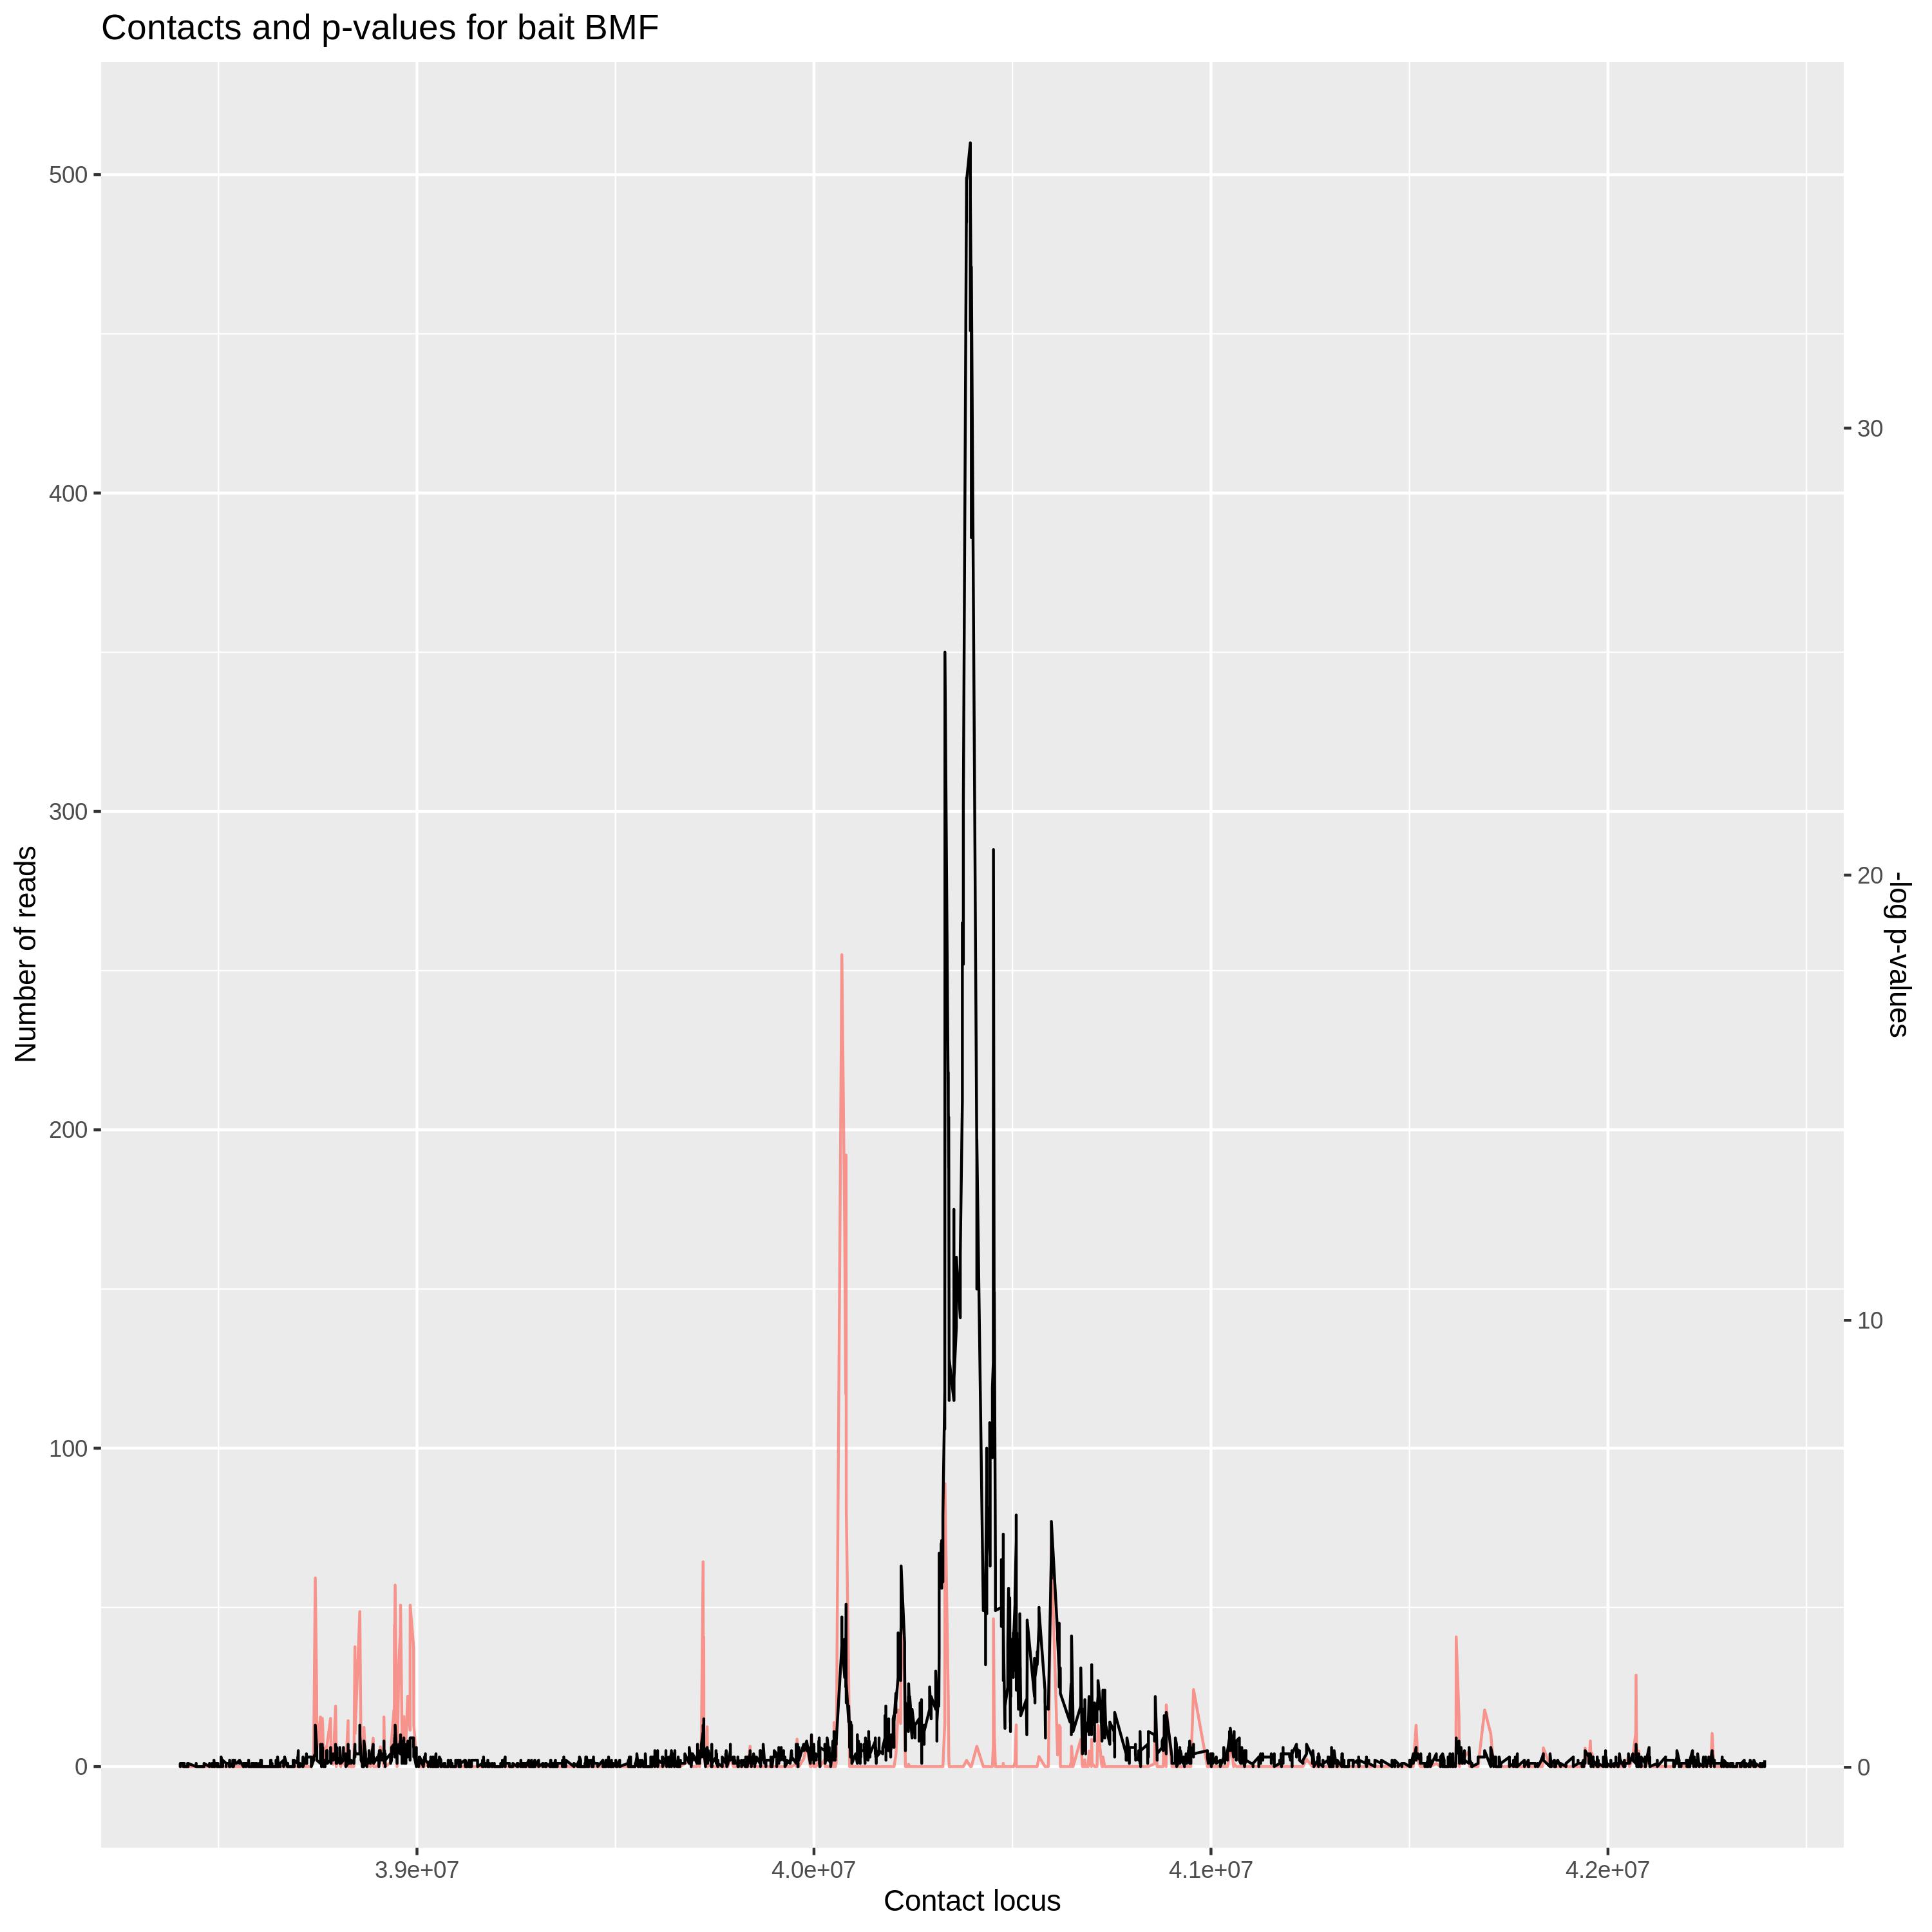 Contacts and p-values for bait BMF
500
400
300
200
100
0
Number of reads
30
20
10
0
-log p-values
3.9e+07
4.0e+07
4.1e+07
4.2e+07
Contact locus